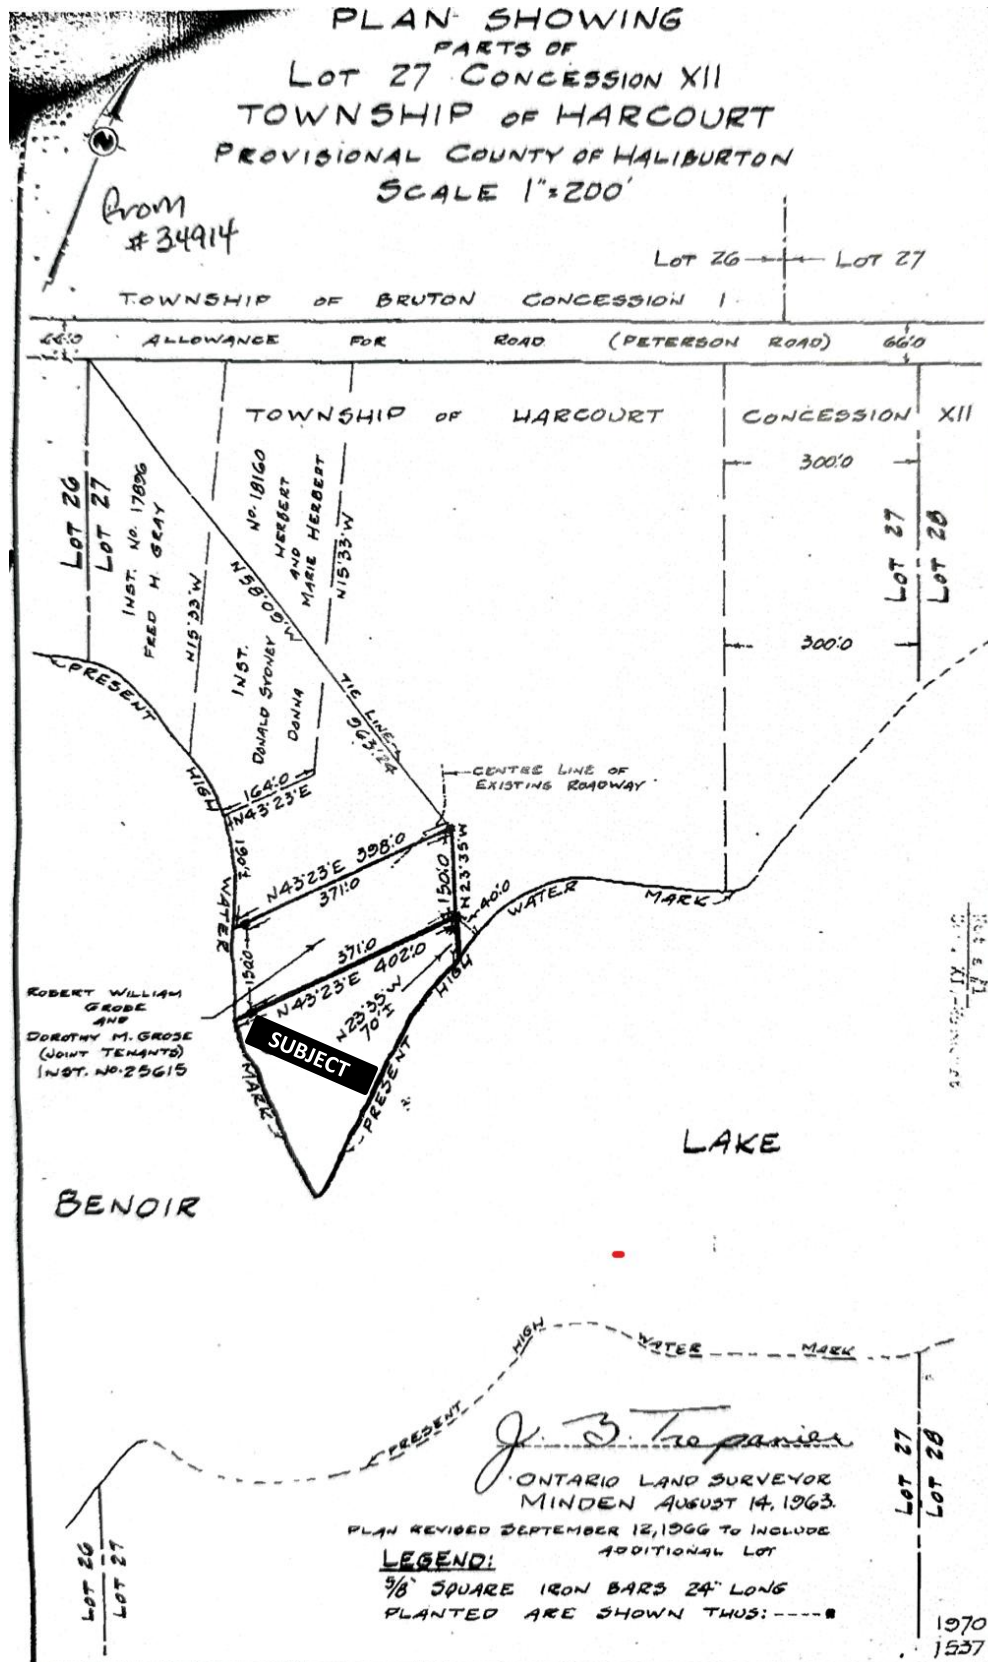 PLAN SHOWING
PARTS OF
LOT 27 CONCESSION XII
TOWNSHIP OF HARCOURT
PROVISIONAL COUNTY OF HALIBURTON
SCALE 1"=200'
N
from
#34914
LOT 26
LOT 27
TOWNSHIP OF BRUTON CONCESSION 1
66'0
ALLOWANCE FOR ROAD (PETERSON ROAD)
66'0
TOWNSHIP OF HARCOURT CONCESSION XII
300'0
LOT 26
LOT 27
INST. NO. 17896
FRED H. GRAY
N15°33'W
INST. NO. 18160
DONALD SYDNEY HERBERT
AND
DONNA MARIE HERBERT
N15°33'W
LOT 27
LOT 28
300'0
TIE LINE
963'.24
PRESENT HIGH WATER MARK
164'0
N43°23'E
CENTRE LINE OF
EXISTING ROADWAY
N43°23'E 398'0
371'0
150'0
N23°35'W
40'0
HIGH WATER MARK
150'0
371'0
N43°23'E 402'0
N23°35'W
70'±
ROBERT WILLIAM
GROSE
AND
DOROTHY M. GROSE
(JOINT TENANTS)
INST. NO. 25615
SUBJECT
PRESENT
LAKE
BENOIR
PRESENT HIGH WATER MARK
J. B. Trepanier
ONTARIO LAND SURVEYOR
MINDEN AUGUST 14, 1963.
PLAN REVISED SEPTEMBER 12, 1966 TO INCLUDE
ADDITIONAL LOT
LEGEND:
5/8" SQUARE IRON BARS 24" LONG
PLANTED ARE SHOWN THUS: ----■
LOT 26
LOT 27
LOT 27
LOT 28
1970
1537